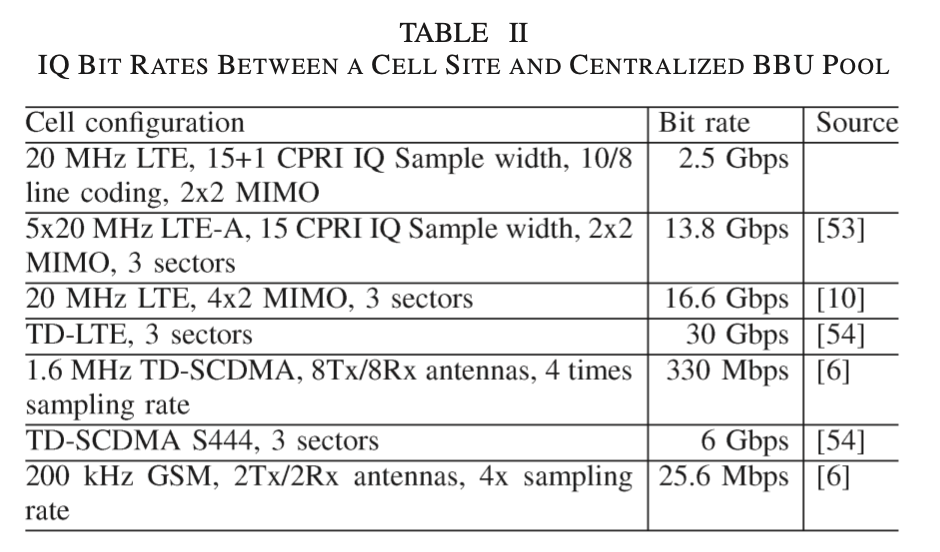 TABLE II
IQ BIT RATES BETWEEN A CELL SITE AND CENTRALIZED BBU POOL
Cell configuration Bit rate Source
20 MHz LTE, 15+1 CPRI IQ Sample width, 10/8 2.5 Gbps
line coding, 2x2 MIMO
5x20 MHz LTE-A, 15 CPRI IQ Sample width, 2x2 13.8 Gbps [53]
MIMO, 3 sectors
20 MHz LTE, 4x2 MIMO, 3 sectors 16.6 Gbps [10]
TD-LTE, 3 sectors 30 Gbps [54]
1.6 MHz TD-SCDMA, 8Tx/8Rx antennas, 4 times 330 Mbps [6]
sampling rate
TD-SCDMA S444, 3 sectors 6 Gbps [54]
200 kHz GSM, 2Tx/2Rx antennas, 4x sampling 25.6 Mbps [6]
rate